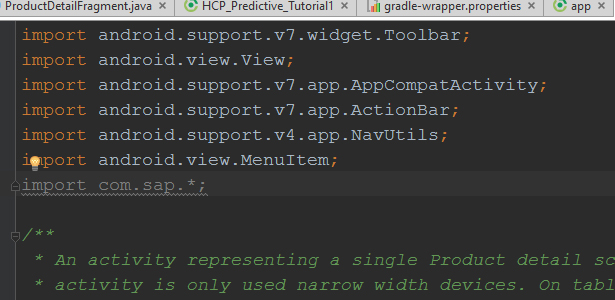 ProductDetailFragment.java HCP_Predictive_Tutorial1 gradle-wrapper.properties app
import android.support.v7.widget.Toolbar;
import android.view.View;
import android.support.v7.app.AppCompatActivity;
import android.support.v7.app.ActionBar;
import android.support.v4.app.NavUtils;
import android.view.MenuItem;
import com.sap.*;
/**
* An activity representing a single Product detail sc
* activity is only used narrow width devices. On tabl